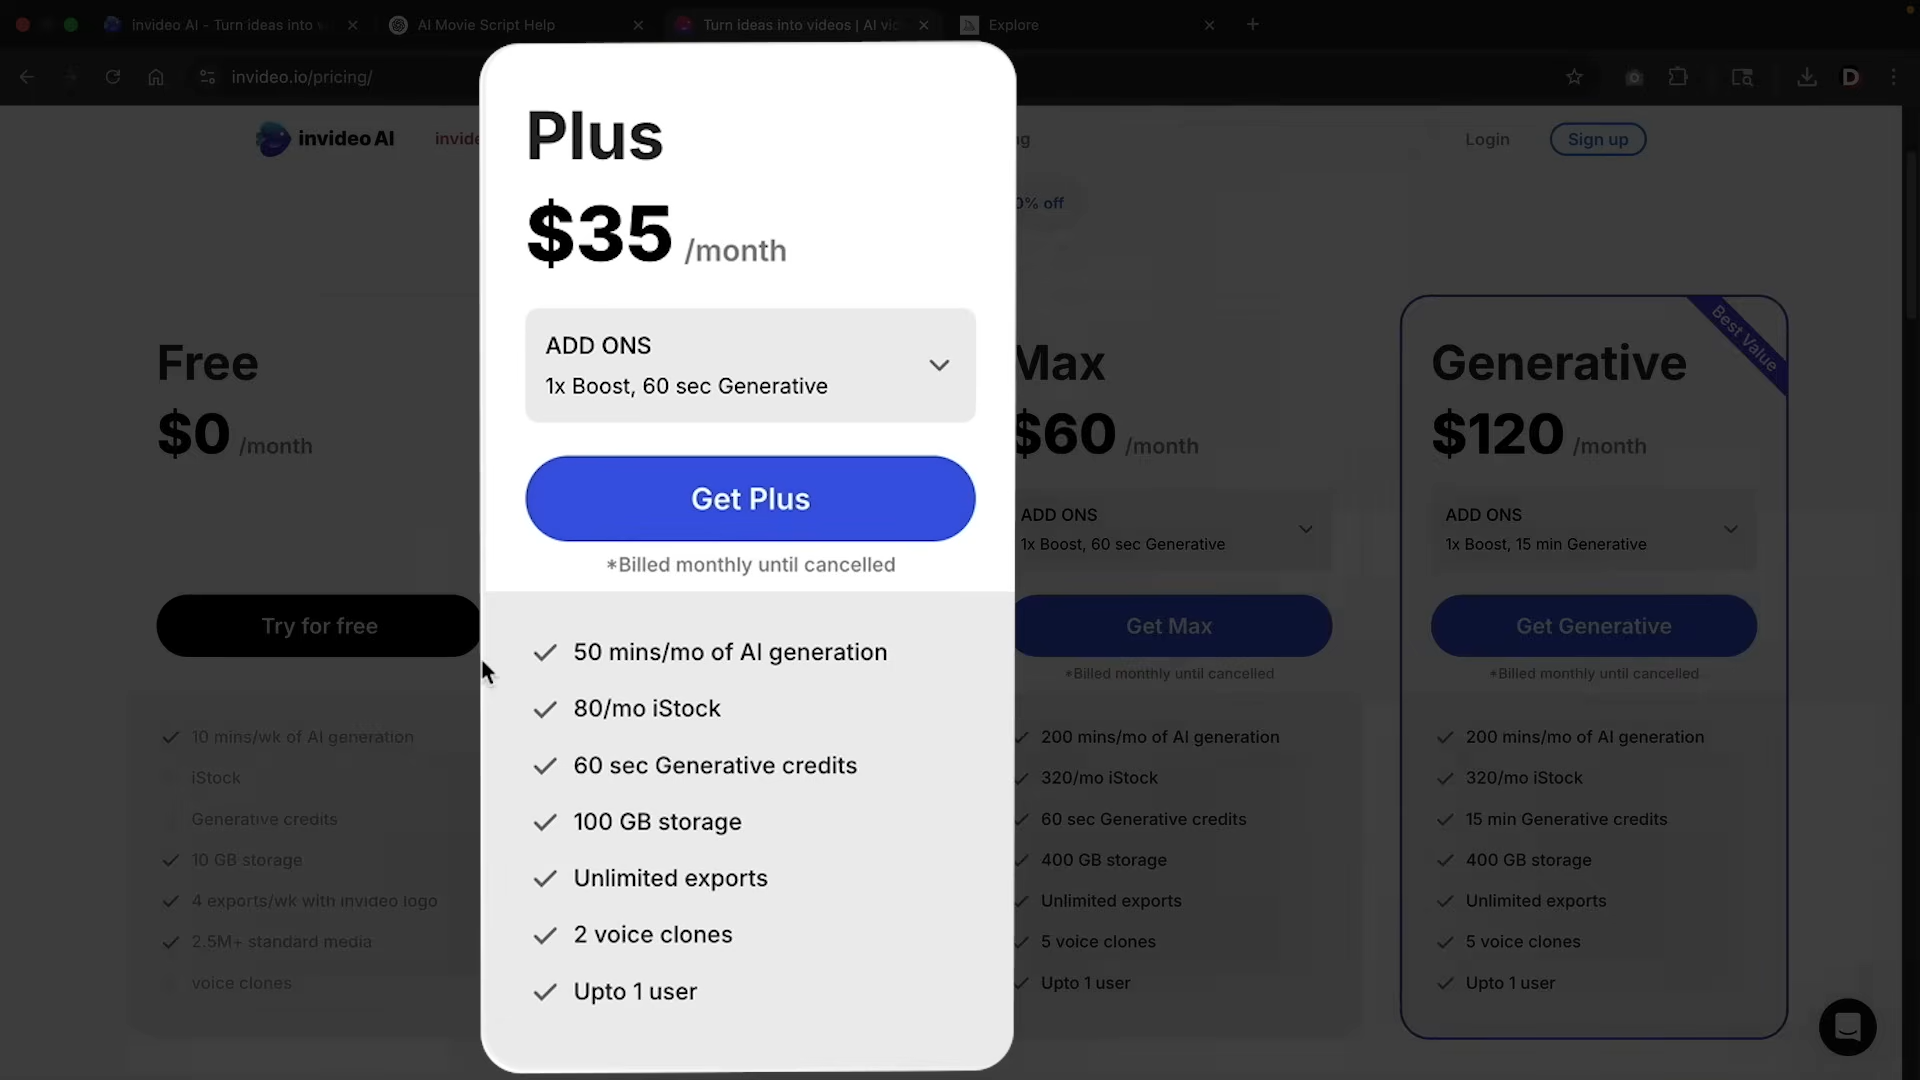 invideo AI - Turn ideas into
AI Movie Script Help
Turn ideas into videos | AI vid
Explore
invideo.io/pricing/
D
invideo AI
Login
Sign up
0% off
Free
$0 /month
Try for free
10 mins/wk of AI generation
iStock
Generative credits
10 GB storage
4 exports/wk with invideo logo
2.5M+ standard media
voice clones
Plus
$35 /month
ADD ONS
1x Boost, 60 sec Generative
Get Plus
*Billed monthly until cancelled
50 mins/mo of AI generation
80/mo iStock
60 sec Generative credits
100 GB storage
Unlimited exports
2 voice clones
Upto 1 user
Max
$60 /month
ADD ONS
1x Boost, 60 sec Generative
Get Max
*Billed monthly until cancelled
200 mins/mo of AI generation
320/mo iStock
60 sec Generative credits
400 GB storage
Unlimited exports
5 voice clones
Upto 1 user
Best Value
Generative
$120 /month
ADD ONS
1x Boost, 15 min Generative
Get Generative
*Billed monthly until cancelled
200 mins/mo of AI generation
320/mo iStock
15 min Generative credits
400 GB storage
Unlimited exports
5 voice clones
Upto 1 user